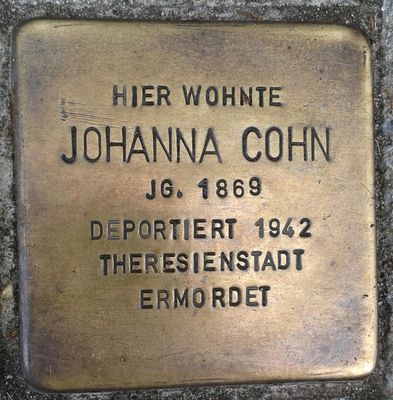 HIER WOHNTE
JOHANNA COHN
JG. 1869
DEPORTIERT 1942
THERESIENSTADT
ERMORDET